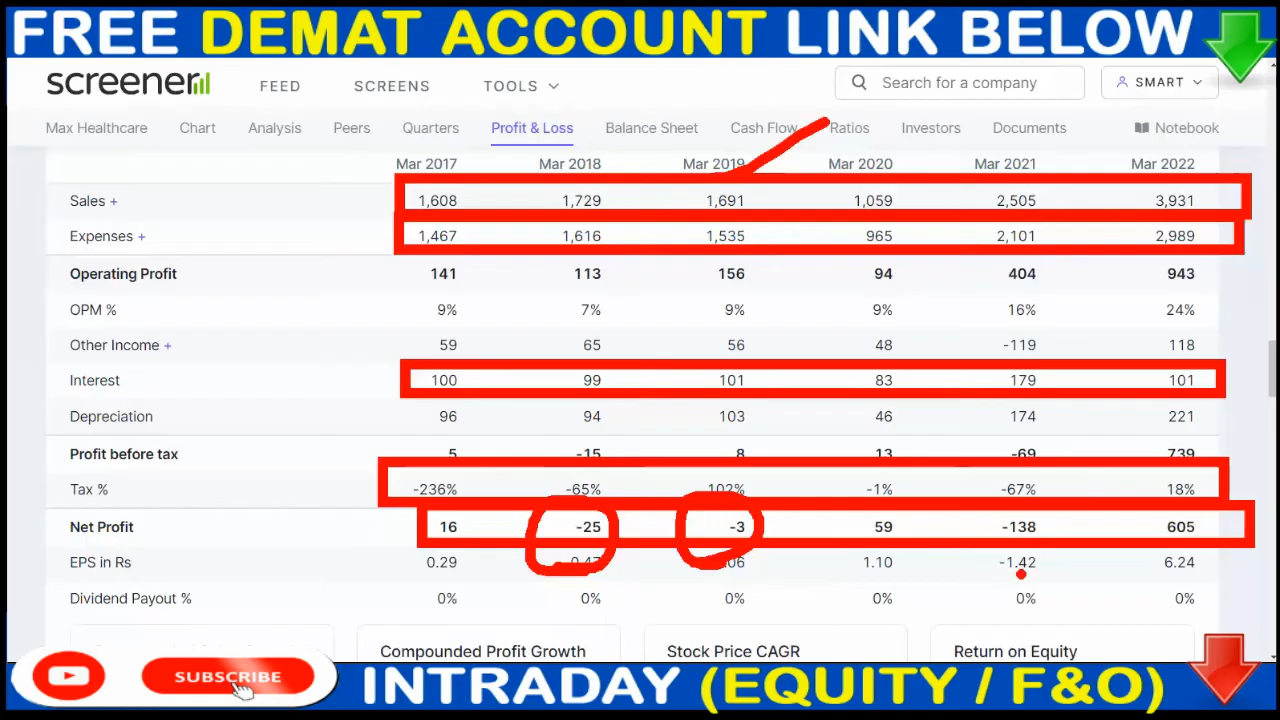 FREE DEMAT ACCOUNT LINK BELOW
screener FEED SCREENS TOOLS Search for a company SMART
Max Healthcare Chart Analysis Peers Quarters Profit & Loss Balance Sheet Cash Flow Ratios Investors Documents Notebook
Mar 2017 Mar 2018 Mar 2019 Mar 2020 Mar 2021 Mar 2022
Sales + 1,608 1,729 1,691 1,059 2,505 3,931
Expenses + 1,467 1,616 1,535 965 2,101 2,989
Operating Profit 141 113 156 94 404 943
OPM % 9% 7% 9% 9% 16% 24%
Other Income + 59 65 56 48 -119 118
Interest 100 99 101 83 179 101
Depreciation 96 94 103 46 174 221
Profit before tax 5 -15 8 13 -69 739
Tax % -236% -65% 102% -1% -67% 18%
Net Profit 16 -25 -3 59 -138 605
EPS in Rs 0.29 1.10 -1.42 6.24
Dividend Payout % 0% 0% 0% 0% 0% 0%
Compounded Profit Growth Stock Price CAGR Return on Equity
SUBSCRIBE
INTRADAY (EQUITY / F&O)